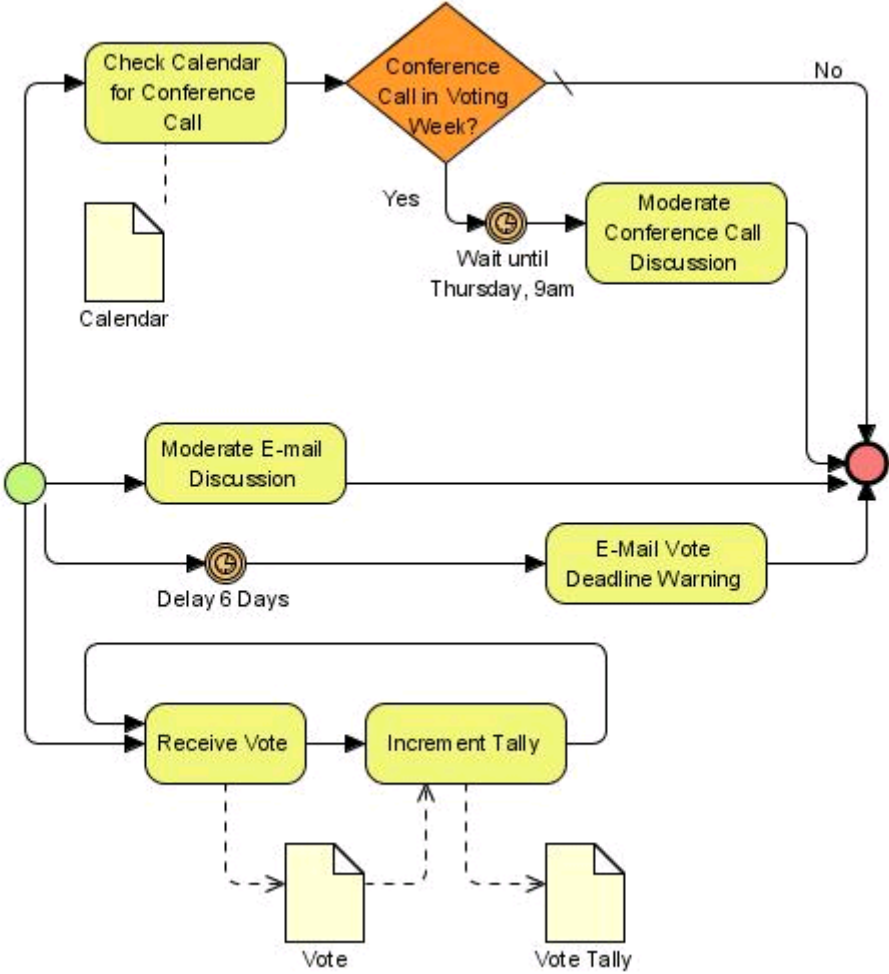 Check Calendar
for Conference
Call
Conference
Call in Voting
Week?
No
Yes
Wait until
Thursday, 9am
Moderate
Conference Call
Discussion
Calendar
Moderate E-mail
Discussion
Delay 6 Days
E-Mail Vote
Deadline Warning
Receive Vote
Increment Tally
Vote
Vote Tally